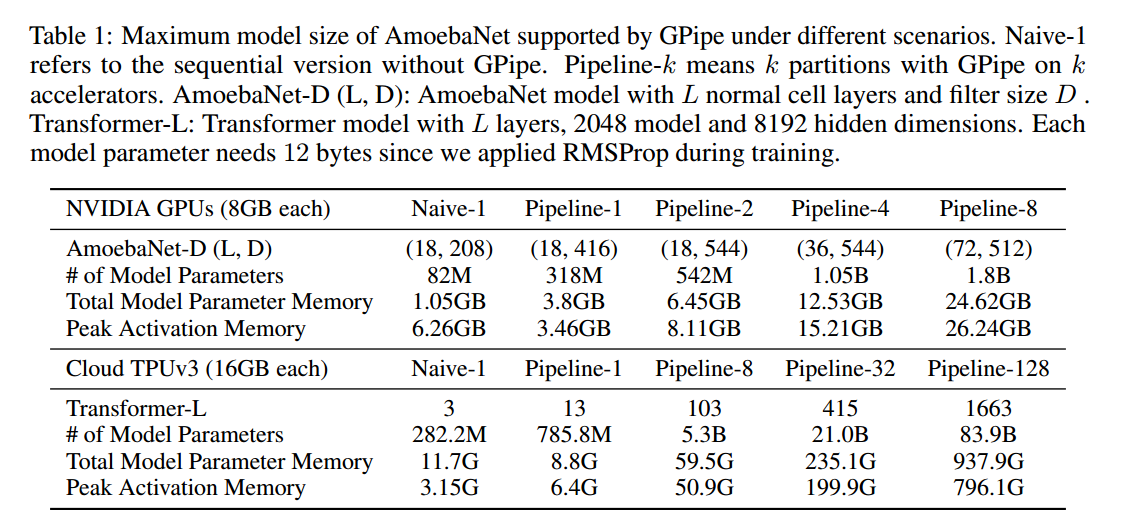 Table 1: Maximum model size of AmoebaNet supported by GPipe under different scenarios. Naive-1
refers to the sequential version without GPipe. Pipeline-k means k partitions with GPipe on k
accelerators. AmoebaNet-D (L, D): AmoebaNet model with L normal cell layers and filter size D .
Transformer-L: Transformer model with L layers, 2048 model and 8192 hidden dimensions. Each
model parameter needs 12 bytes since we applied RMSProp during training.
NVIDIA GPUs (8GB each) Naive-1 Pipeline-1 Pipeline-2 Pipeline-4 Pipeline-8
AmoebaNet-D (L, D) (18, 208) (18, 416) (18, 544) (36, 544) (72, 512)
# of Model Parameters 82M 318M 542M 1.05B 1.8B
Total Model Parameter Memory 1.05GB 3.8GB 6.45GB 12.53GB 24.62GB
Peak Activation Memory 6.26GB 3.46GB 8.11GB 15.21GB 26.24GB
Cloud TPUv3 (16GB each) Naive-1 Pipeline-1 Pipeline-8 Pipeline-32 Pipeline-128
Transformer-L 3 13 103 415 1663
# of Model Parameters 282.2M 785.8M 5.3B 21.0B 83.9B
Total Model Parameter Memory 11.7G 8.8G 59.5G 235.1G 937.9G
Peak Activation Memory 3.15G 6.4G 50.9G 199.9G 796.1G